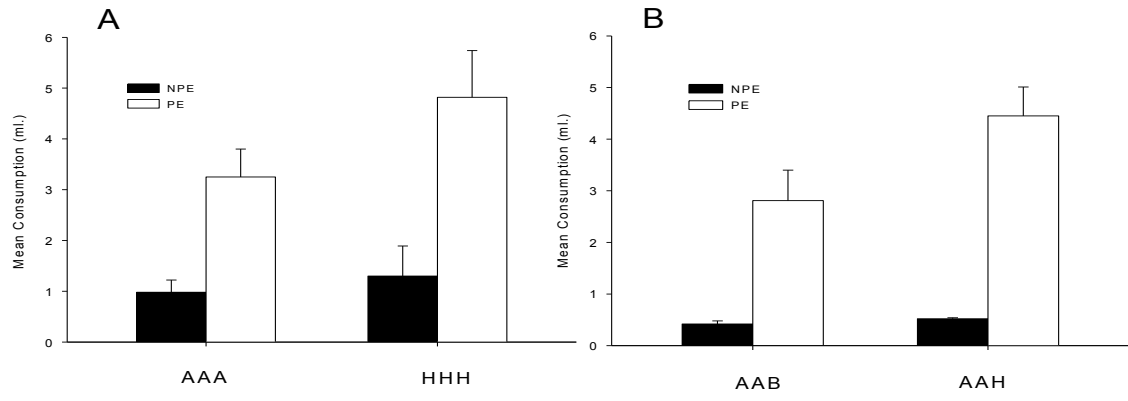 A
Mean Consumption (ml.)
6
5
4
3
2
1
0
NPE
PE
AAA HHH
B
Mean Consumption (ml.)
6
5
4
3
2
1
0
NPE
PE
AAB AAH